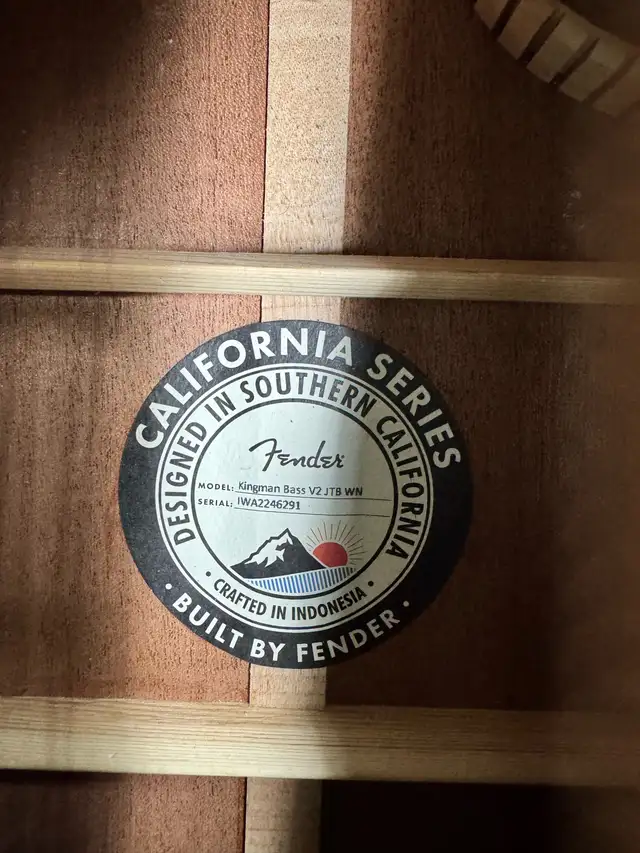 CALIFORNIA SERIES
DESIGNED IN SOUTHERN CALIFORNIA
Fender
MODEL: Kingman Bass V2 JTB WN
SERIAL: IWA2246291
• CRAFTED IN INDONESIA •
• BUILT BY FENDER •